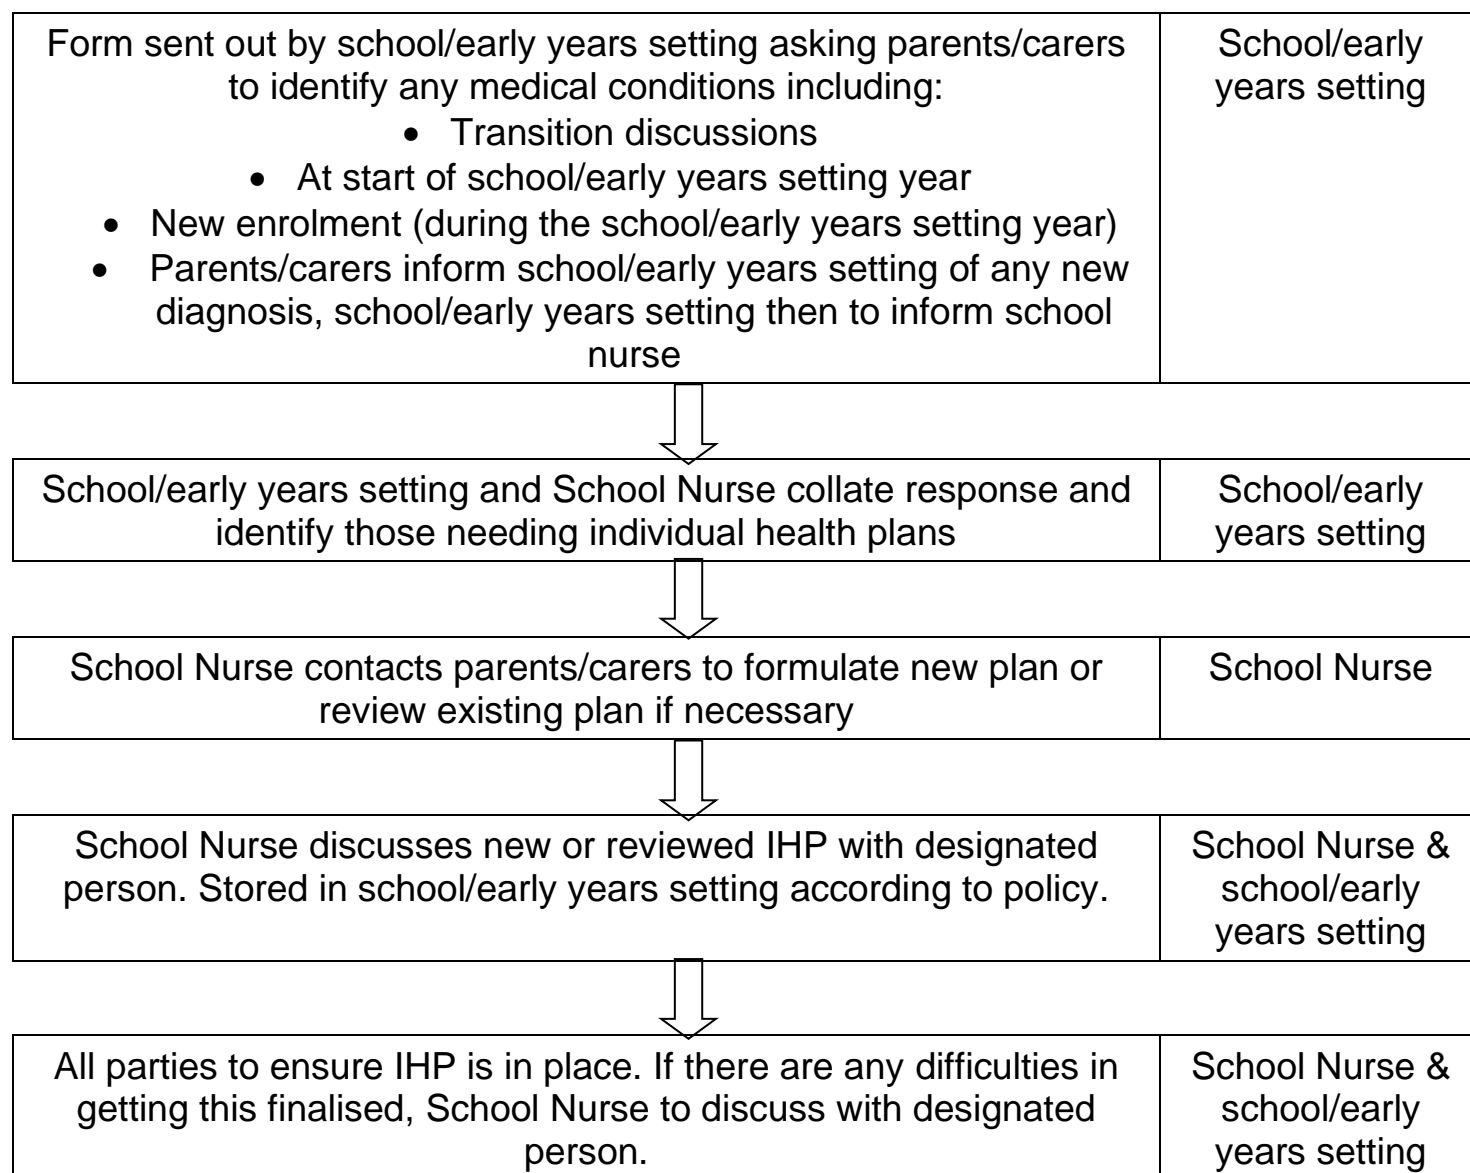 Form sent out by school/early years setting asking parents/carers
to identify any medical conditions including:
• Transition discussions
• At start of school/early years setting year
• New enrolment (during the school/early years setting year)
• Parents/carers inform school/early years setting of any new
diagnosis, school/early years setting then to inform school
nurse
School/early
years setting
School/early years setting and School Nurse collate response and
identify those needing individual health plans
School/early
years setting
School Nurse contacts parents/carers to formulate new plan or
review existing plan if necessary
School Nurse
School Nurse discusses new or reviewed IHP with designated
person. Stored in school/early years setting according to policy.
School Nurse &
school/early
years setting
All parties to ensure IHP is in place. If there are any difficulties in
getting this finalised, School Nurse to discuss with designated
person.
School Nurse &
school/early
years setting